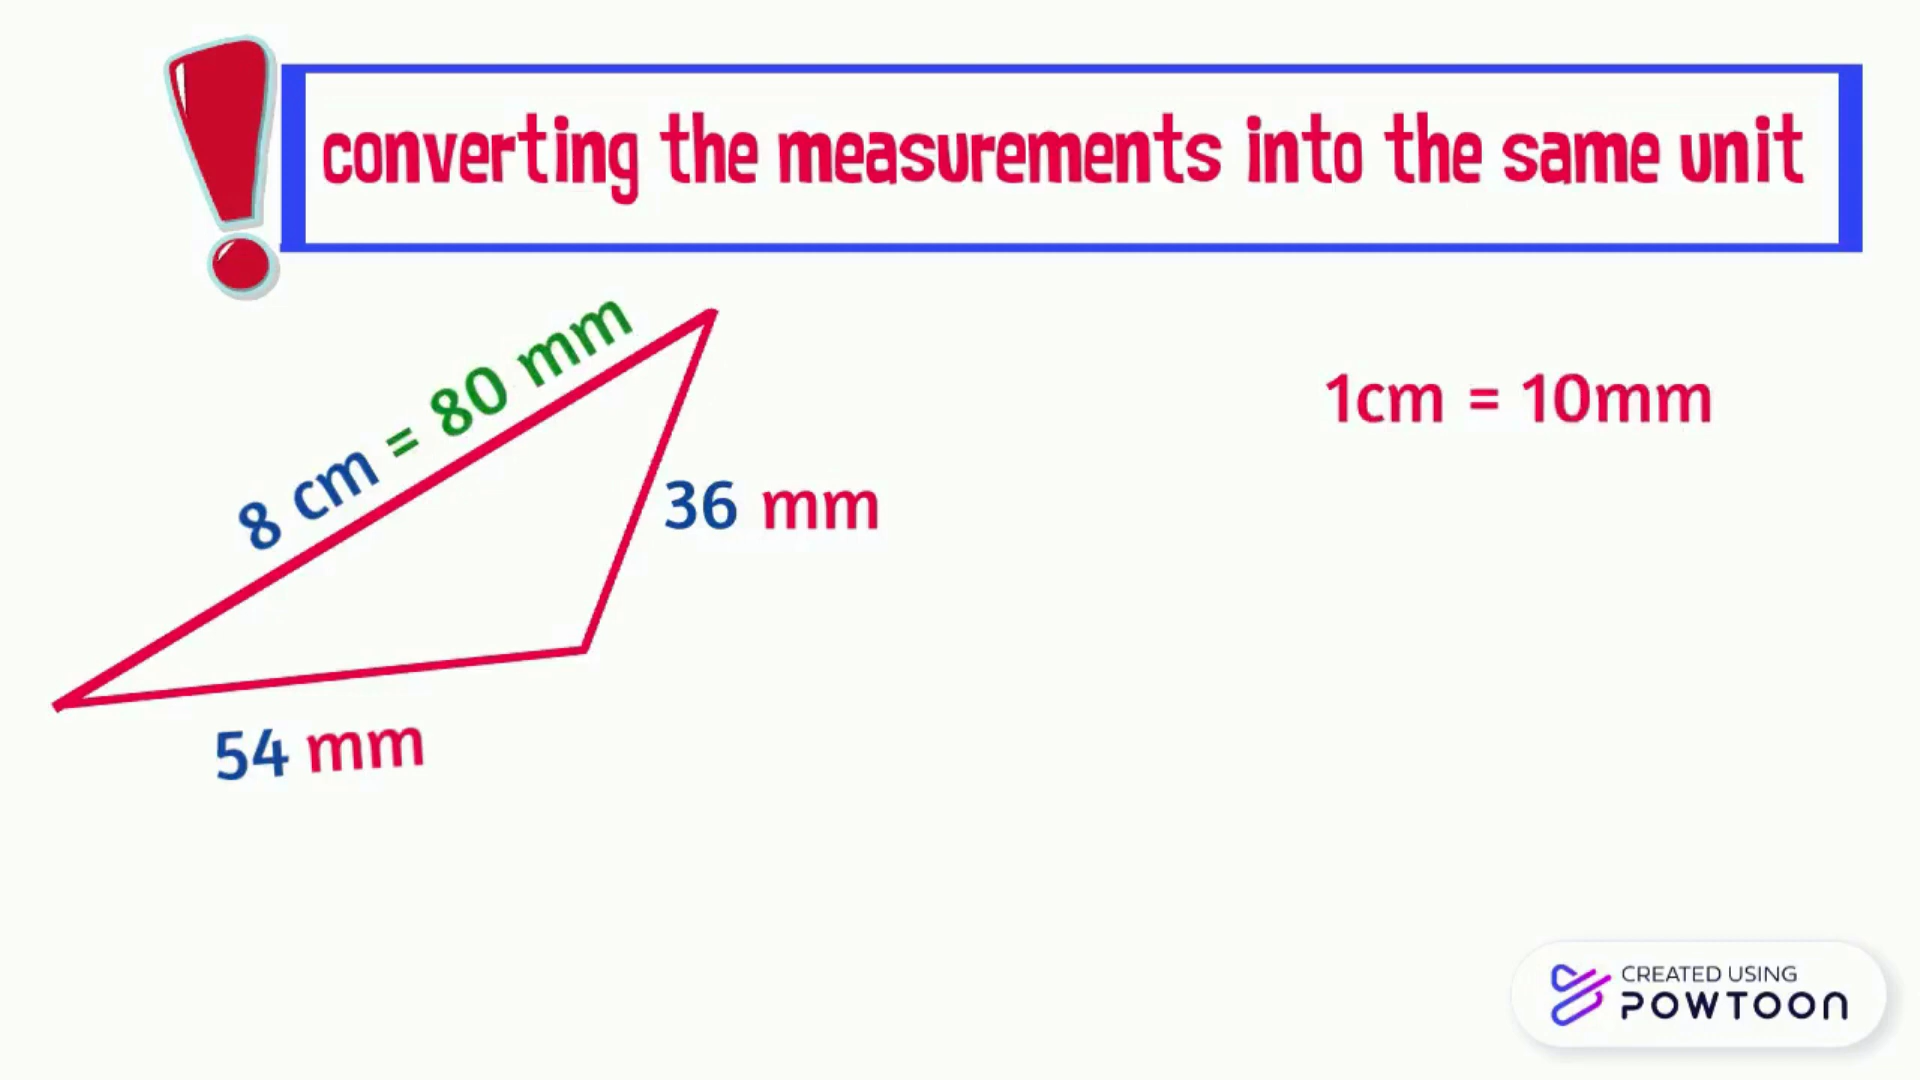 converting the measurements into the same unit
8 cm = 80 mm
1cm = 10mm
36 mm
54 mm
CREATED USING
POWTOON